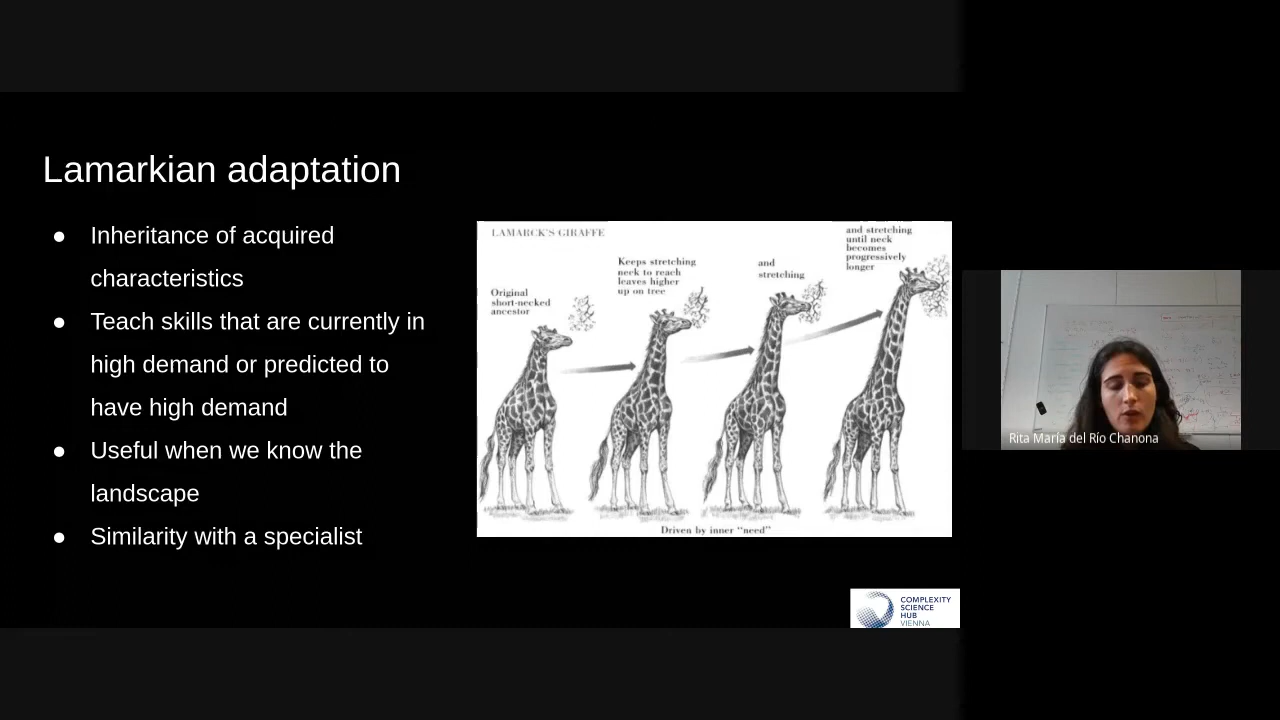 Lamarkian adaptation
● Inheritance of acquired
characteristics
● Teach skills that are currently in
high demand or predicted to
have high demand
● Useful when we know the
landscape
● Similarity with a specialist
LAMARCK'S GIRAFFE
Original
short-necked
ancestor
Keeps stretching
neck to reach
leaves higher
up on tree
and
stretching
and stretching
until neck
becomes
progressively
longer
Driven by inner "need"
COMPLEXITY
SCIENCE
HUB
VIENNA
Rita María del Río Chanona